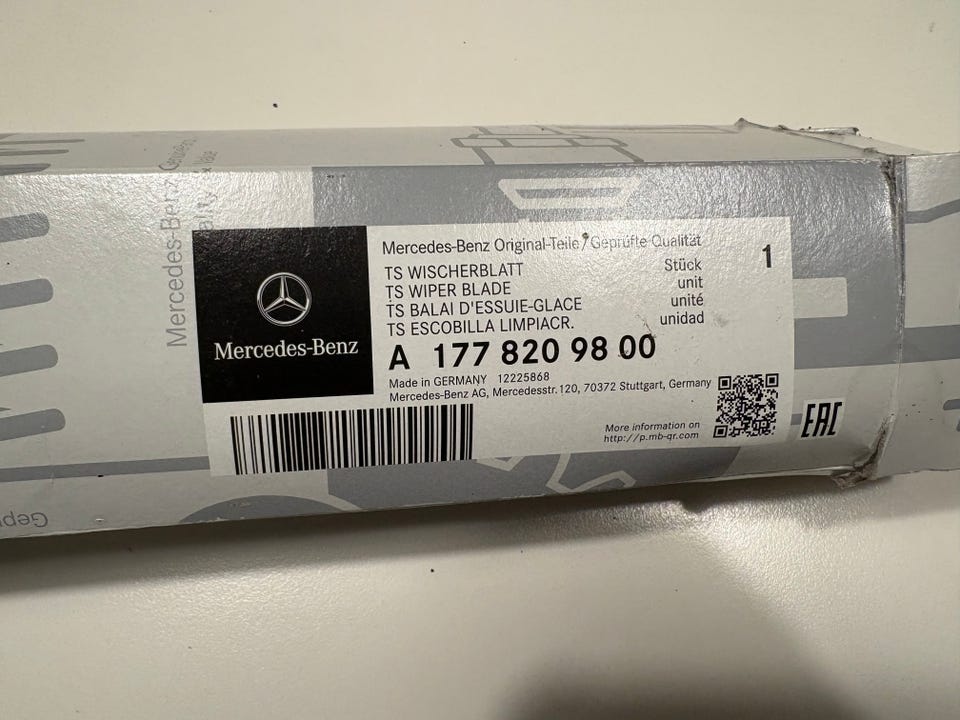 Mercedes-Benz
Mercedes-Benz Original-Teile/Geprüfte Qualität
1
TS WISCHERBLATT Stück
TS WIPER BLADE unit
TS BALAI D'ESSUIE-GLACE unité
TS ESCOBILLA LIMPIACR. unidad
A 177 820 98 00
Mercedes-Benz
Made in GERMANY 12225868
Mercedes-Benz AG, Mercedesstr.120, 70372 Stuttgart, Germany
More information on
http://p.mb-qr.com
EAC